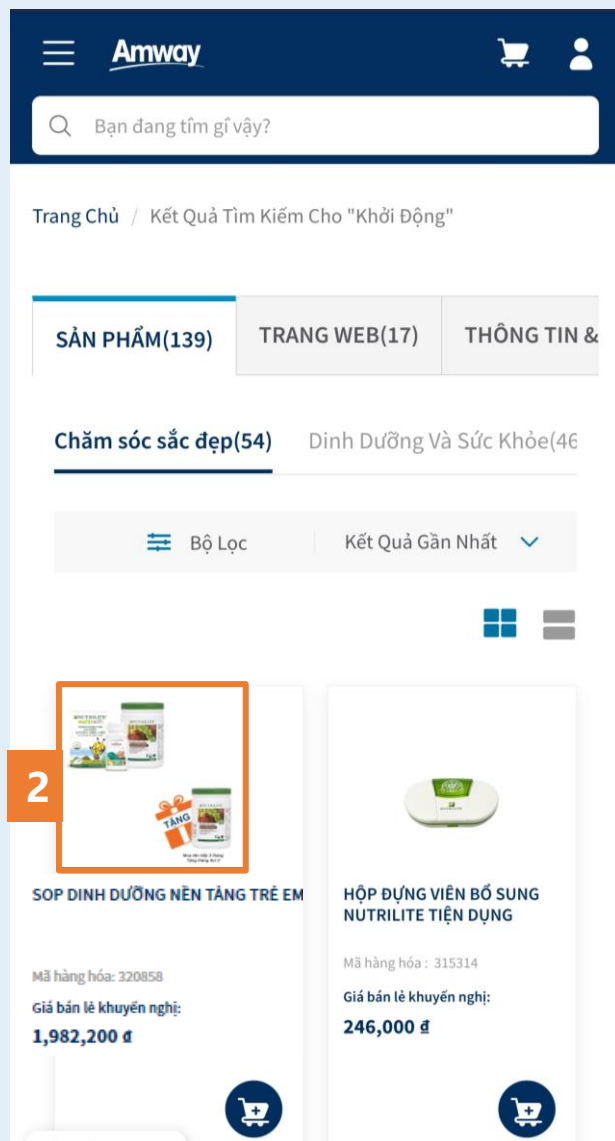 Amway
Bạn đang tím gí vậy?
Trang Chủ / Kết Quả Tìm Kiếm Cho "Khởi Động"
SẢN PHẨM(139)
TRANG WEB(17)
THÔNG TIN &
Chăm sóc sắc đẹp(54)
Dinh Dưỡng Và Sức Khỏe(46
Bộ Lọc
Kết Quả Gần Nhất
2
NUTRILITE
TẶNG
SOP DINH DƯỠNG NỀN TẢNG TRẺ EM
Mã hàng hóa: 320858
Giá bán lẻ khuyến nghị:
1,982,200 đ
HỘP ĐỰNG VIÊN BỔ SUNG
NUTRILITE TIỆN DỤNG
Mã hàng hóa : 315314
Giá bán lẻ khuyến nghị:
246,000 đ